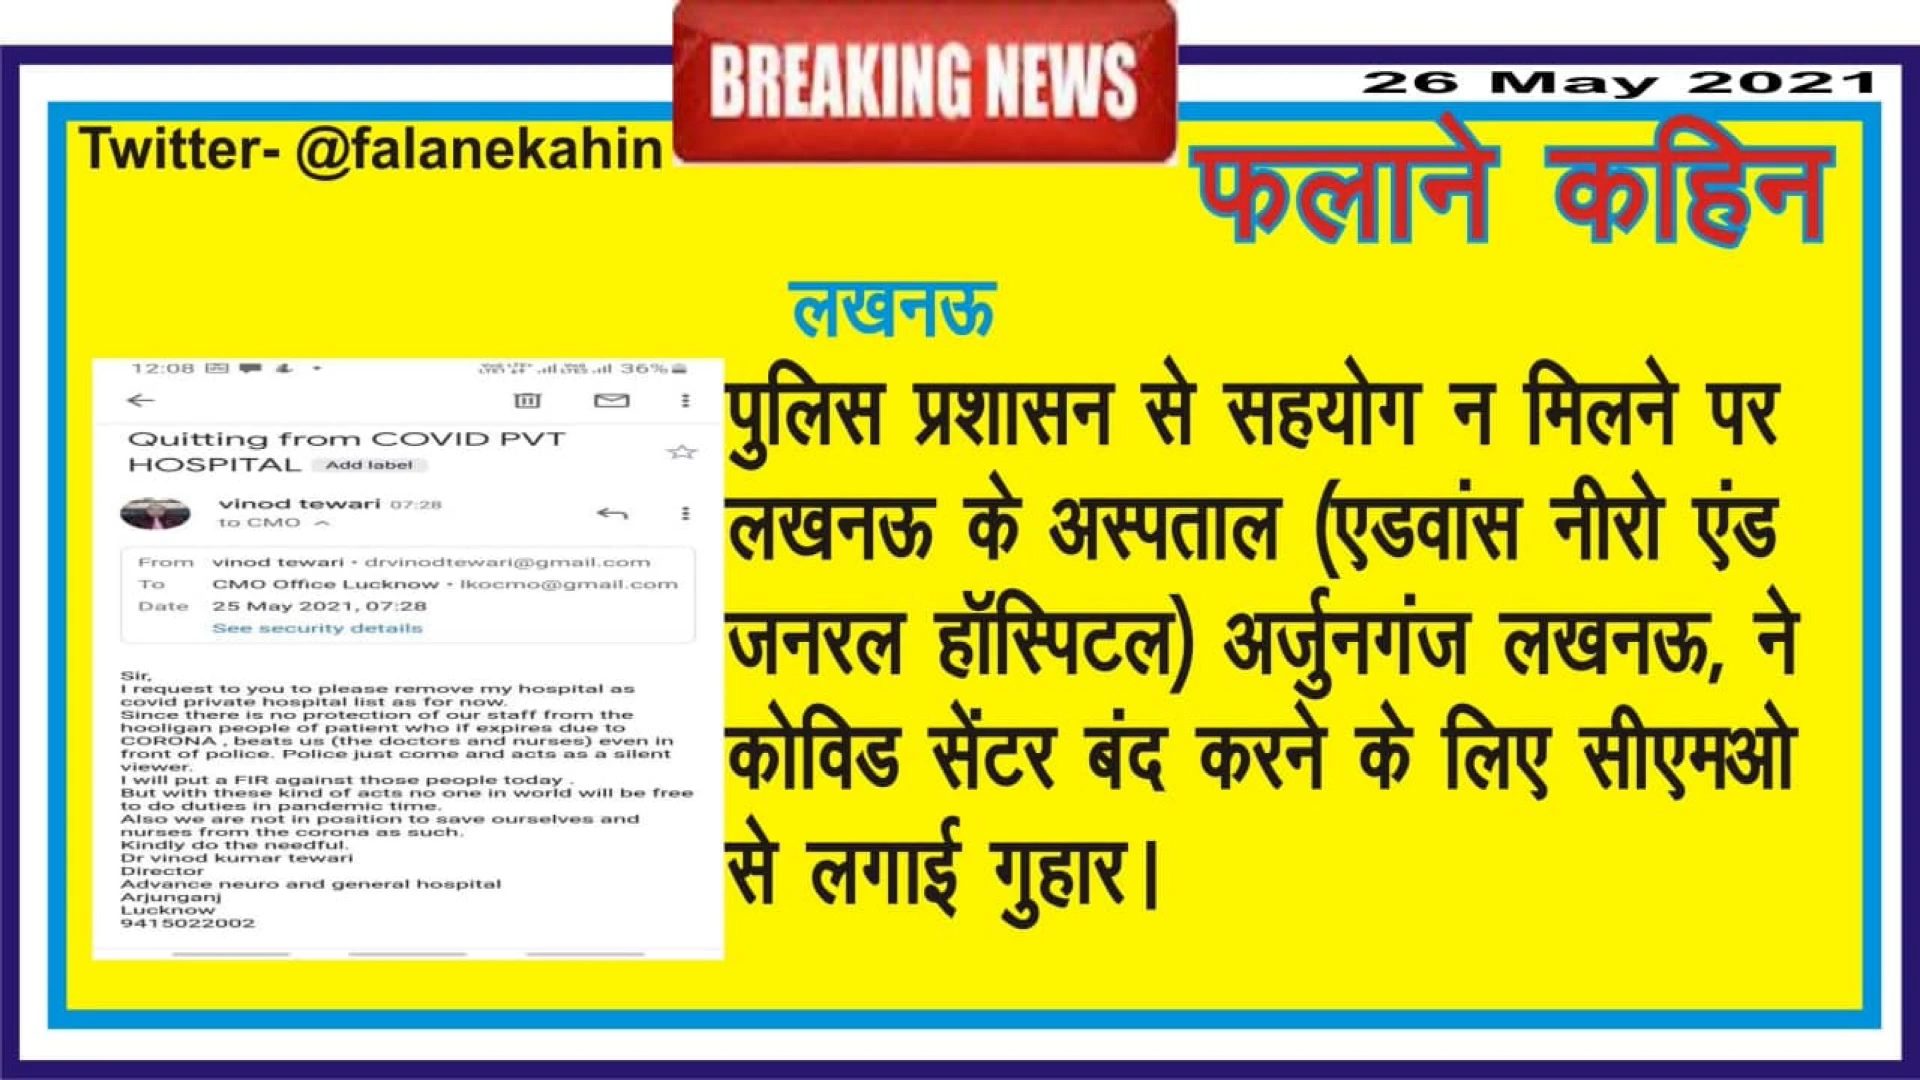 BREAKING NEWS
26 May 2021
Twitter- @falanekahin
फलाने कहिन
लखनऊ
पुलिस प्रशासन से सहयोग न मिलने पर
लखनऊ के अस्पताल (एडवांस नीरो एंड
जनरल हॉस्पिटल) अर्जुनगंज लखनऊ, ने
कोविड सेंटर बंद करने के लिए सीएमओ
से लगाई गुहार।
12:08
36%
Quitting from COVID PVT
HOSPITAL Add label
vinod tewari 07:28
to CMO
From vinod tewari • drvinodtewari@gmail.com
To CMO Office Lucknow • lkocmo@gmail.com
Date 25 May 2021, 07:28
See security details
Sir,
I request to you to please remove my hospital as
covid private hospital list as for now.
Since there is no protection of our staff from the
hooligan people of patient who if expires due to
CORONA , beats us (the doctors and nurses) even in
front of police. Police just come and acts as a silent
viewer.
I will put a FIR against those people today .
But with these kind of acts no one in world will be free
to do duties in pandemic time.
Also we are not in position to save ourselves and
nurses from the corona as such.
Kindly do the needful.
Dr vinod kumar tewari
Director
Advance neuro and general hospital
Arjunganj
Lucknow
9415022002